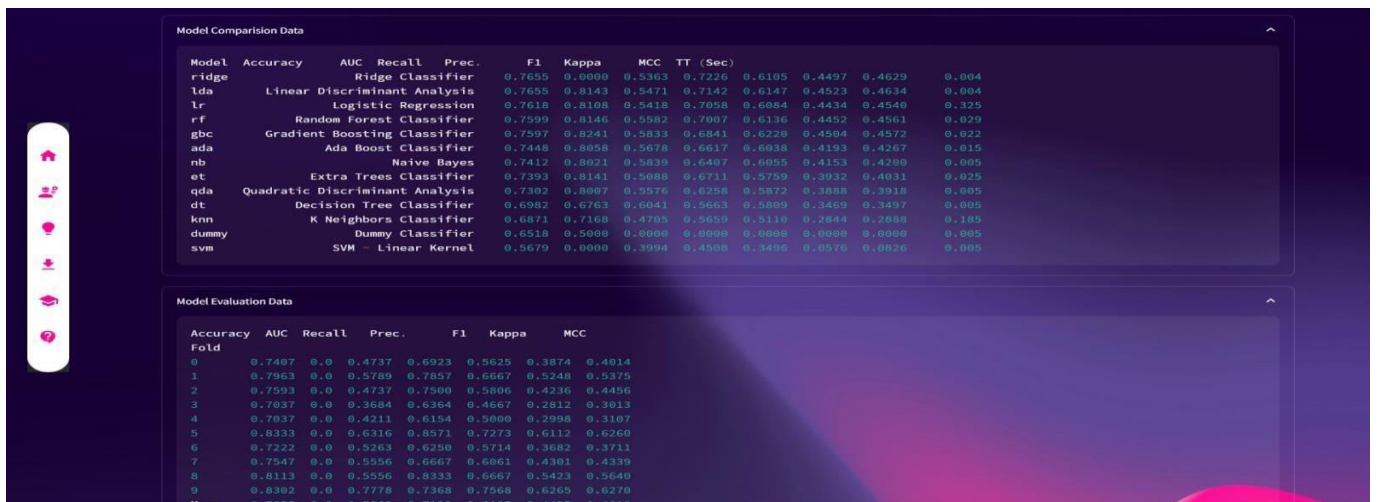 Model Comparision Data
Model Accuracy AUC Recall Prec. F1 Kappa MCC TT (Sec)
ridge Ridge Classifier 0.7655 0.0000 0.5363 0.7226 0.6105 0.4497 0.4629 0.004
lda Linear Discriminant Analysis 0.7655 0.8143 0.5471 0.7142 0.6147 0.4523 0.4634 0.004
lr Logistic Regression 0.7618 0.8108 0.5418 0.7058 0.6084 0.4434 0.4540 0.325
rf Random Forest Classifier 0.7599 0.8146 0.5582 0.7007 0.6136 0.4452 0.4561 0.029
gbc Gradient Boosting Classifier 0.7597 0.8241 0.5833 0.6841 0.6220 0.4504 0.4572 0.022
ada Ada Boost Classifier 0.7448 0.8058 0.5678 0.6617 0.6038 0.4193 0.4267 0.015
nb Naive Bayes 0.7412 0.8021 0.5839 0.6407 0.6055 0.4153 0.4200 0.005
et Extra Trees Classifier 0.7393 0.8141 0.5088 0.6711 0.5759 0.3932 0.4031 0.025
qda Quadratic Discriminant Analysis 0.7302 0.8007 0.5576 0.6258 0.5872 0.3888 0.3918 0.005
dt Decision Tree Classifier 0.6982 0.6763 0.6041 0.5663 0.5809 0.3469 0.3497 0.005
knn K Neighbors Classifier 0.6871 0.7168 0.4705 0.5659 0.5110 0.2844 0.2888 0.185
dummy Dummy Classifier 0.6518 0.5000 0.0000 0.0000 0.0000 0.0000 0.0000 0.005
svm SVM - Linear Kernel 0.5679 0.0000 0.3994 0.4508 0.3496 0.0576 0.0826 0.005
Model Evaluation Data
Accuracy AUC Recall Prec. F1 Kappa MCC
Fold
0 0.7407 0.0 0.4737 0.6923 0.5625 0.3874 0.4014
1 0.7963 0.0 0.5789 0.7857 0.6667 0.5248 0.5375
2 0.7593 0.0 0.4737 0.7500 0.5806 0.4236 0.4456
3 0.7037 0.0 0.3684 0.6364 0.4667 0.2812 0.3013
4 0.7037 0.0 0.4211 0.6154 0.5000 0.2998 0.3107
5 0.8333 0.0 0.6316 0.8571 0.7273 0.6112 0.6260
6 0.7222 0.0 0.5263 0.6250 0.5714 0.3682 0.3711
7 0.7547 0.0 0.5556 0.6667 0.6061 0.4301 0.4339
8 0.8113 0.0 0.5556 0.8333 0.6667 0.5423 0.5640
9 0.8302 0.0 0.7778 0.7368 0.7568 0.6265 0.6270